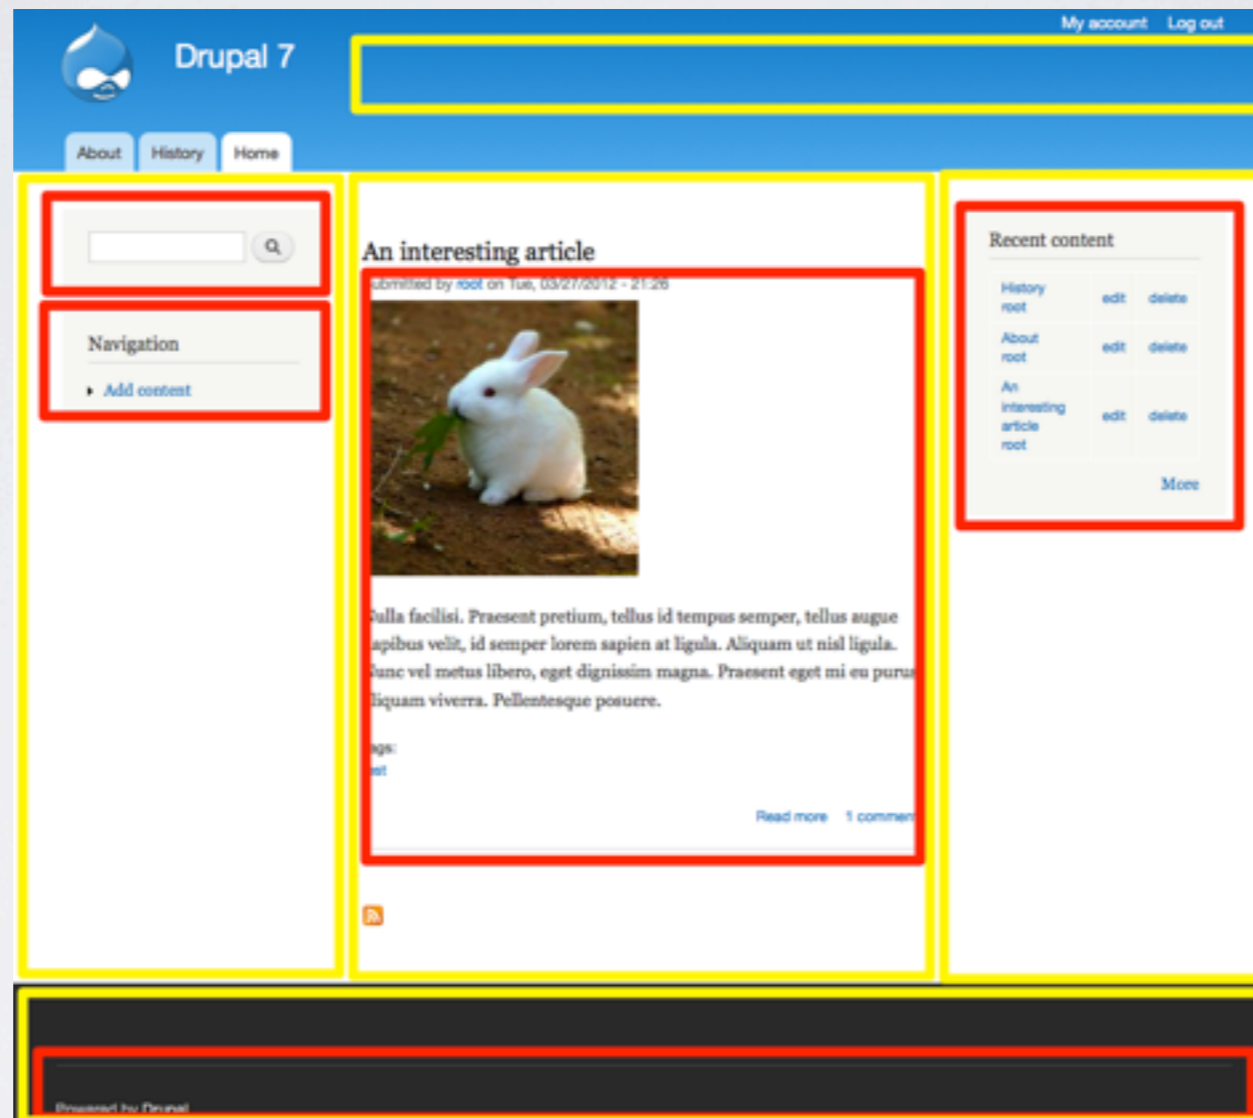 My account Log out
Drupal 7
About History Home
An interesting article
submitted by root on Tue, 03/27/2012 - 21:26
Navigation
Add content
ulla facilisi. Praesent pretium, tellus id tempus semper, tellus augue
apibus velit, id semper lorem sapien at ligula. Aliquam ut nisl ligula.
unc vel metus libero, eget dignissim magna. Praesent eget mi eu purus
liquam viverra. Pellentesque posuere.
ags:
est
Read more 1 comment
Recent content
History
root
edit delete
About
root
edit delete
An
interesting
article
root
edit delete
More
Powered by Drupal